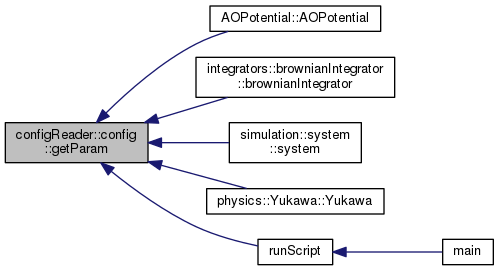 AOPotential::AOPotential
integrators::brownianIntegrator
::brownianIntegrator
configReader::config
::getParam
simulation::system
::system
physics::Yukawa::Yukawa
runScript
main